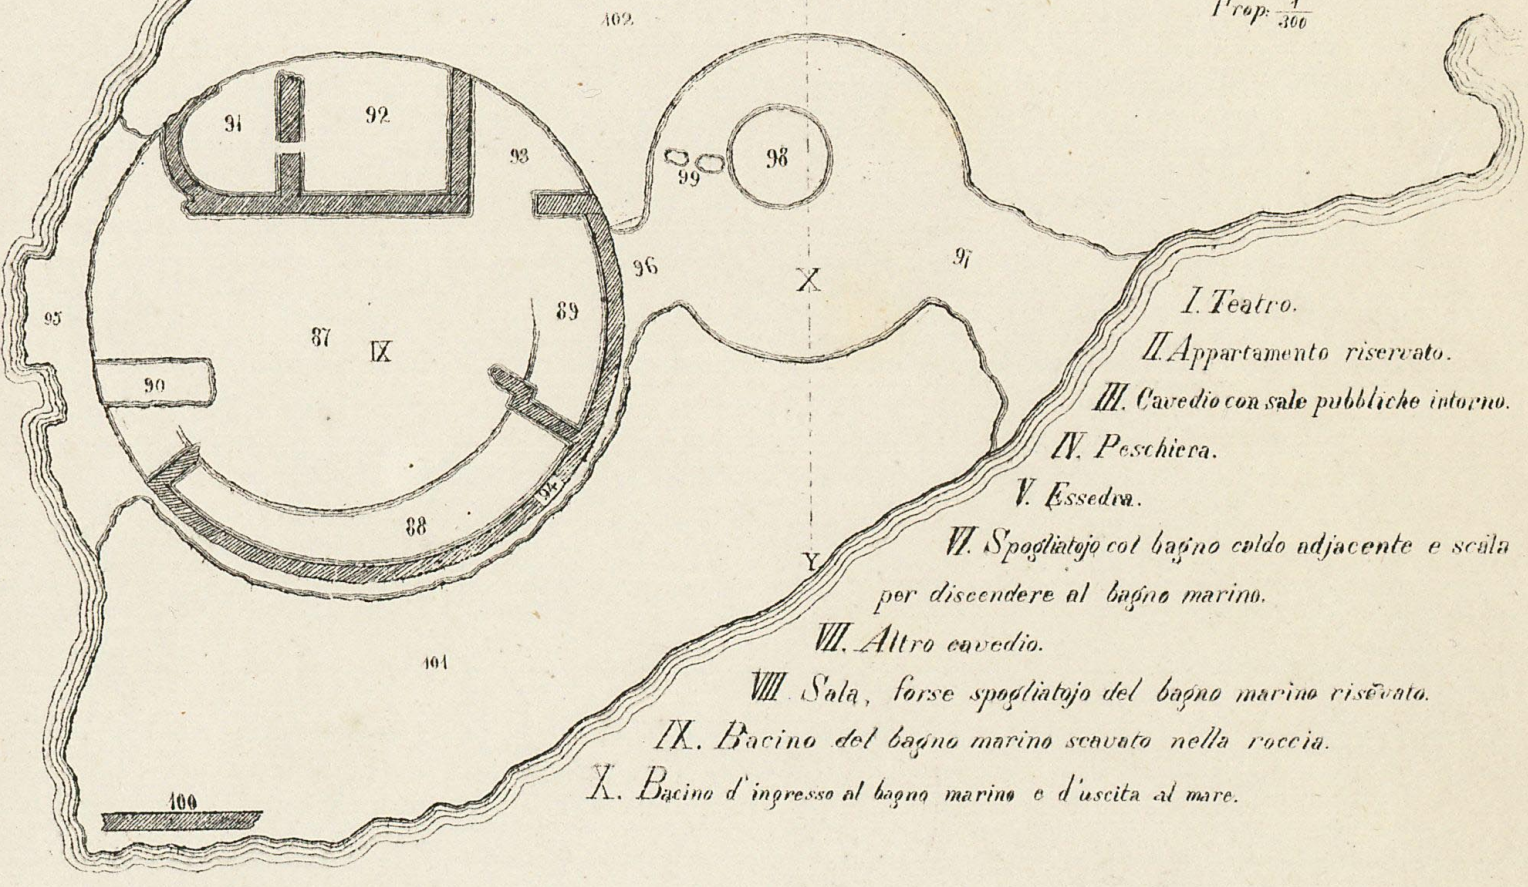 102
Prop: 1/300
91
92
93
98
99
96
97
X
95
89
87
IX
90
94
88
Y
101
100
I. Teatro.
II. Appartamento riservato.
III. Cavedio con sale pubbliche intorno.
IV. Peschiera.
V. Essedra.
VI. Spogliatojo col bagno caldo adjacente e scala
per discendere al bagno marino.
VII. Altro cavedio.
VIII. Sala, forse spogliatojo del bagno marino risērvato.
IX. Bacino del bagno marino scavato nella roccia.
X. Bacino d'ingresso al bagno marino e d'uscita al mare.